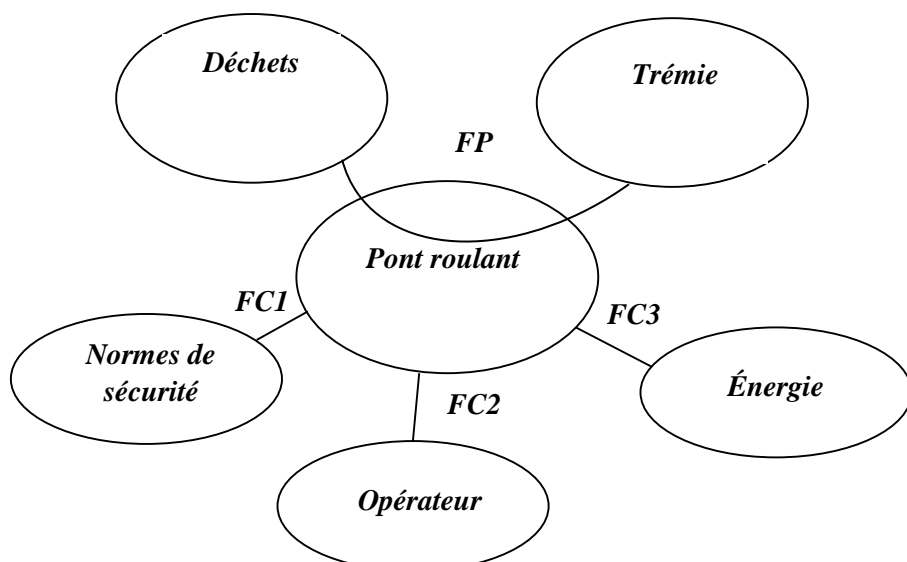 Déchets
Trémie
FP
Pont roulant
FC1
FC3
Normes de
sécurité
Énergie
FC2
Opérateur